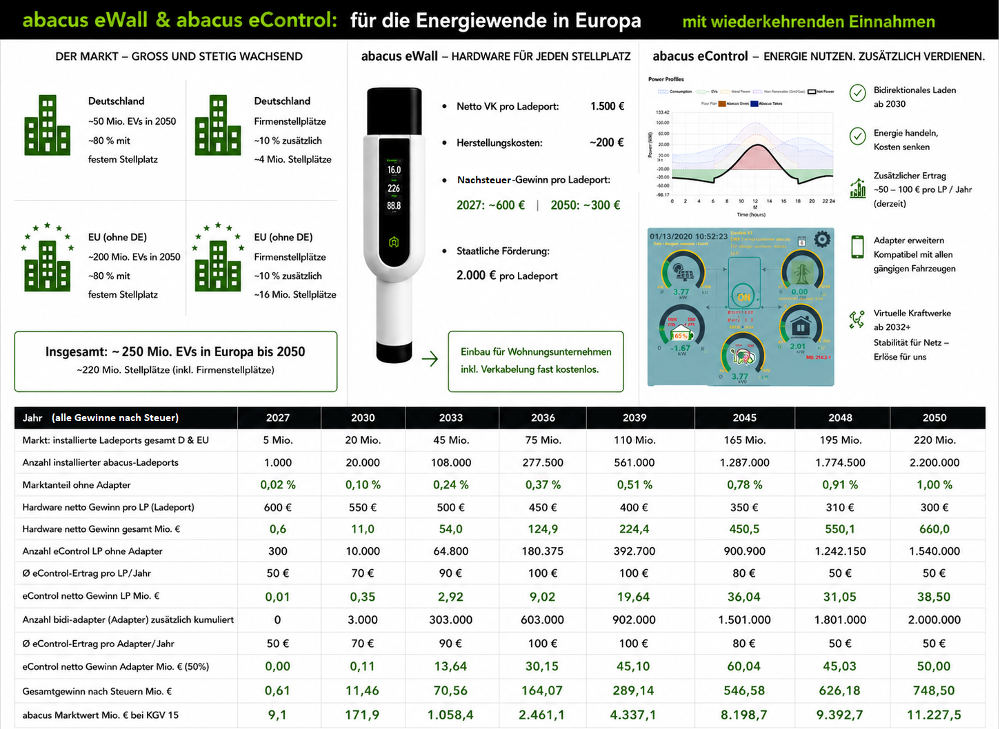 abacus eWall & abacus eControl: für die Energiewende in Europa mit wiederkehrenden Einnahmen
DER MARKT – GROSS UND STETIG WACHSEND
Deutschland
~50 Mio. EVs in 2050
~80 % mit
festem Stellplatz
Deutschland
Firmenstellplätze
~10 % zusätzlich
~4 Mio. Stellplätze
EU (ohne DE)
~200 Mio. EVs in 2050
~80 % mit
festem Stellplatz
EU (ohne DE)
Firmenstellplätze
~10 % zusätzlich
~16 Mio. Stellplätze
Insgesamt: ~250 Mio. EVs in Europa bis 2050
~220 Mio. Stellplätze (inkl. Firmenstellplätze)
abacus eWall – HARDWARE FÜR JEDEN STELLPLATZ
16.0
226
88.8
• Netto VK pro Ladeport: 1.500 €
• Herstellungskosten: ~200 €
• Nachsteuer-Gewinn pro Ladeport:
2027: ~600 € | 2050: ~300 €
• Staatliche Förderung:
2.000 € pro Ladeport
Einbau für Wohnungsunternehmen
inkl. Verkabelung fast kostenlos.
abacus eControl – ENERGIE NUTZEN. ZUSÄTZLICH VERDIENEN.
Power Profiles
Consumption EVs Wind Power Non-Renewable (Grid/Gas) Net Power
Abacus Gives Abacus Takes
Power (kW)
133.42
100.00
60.00
20.00
-20.00
-60.00
-98.17
0 2 4 6 8 10 12 14 16 18 20 22 24
Time (hours)
01/13/2020 10:52:23
3.77
kW
0.00
ON
65%
-1.67
2.01
3.77
Bidirektionales Laden
ab 2030
Energie handeln,
Kosten senken
Zusätzlicher Ertrag
~50 – 100 € pro LP / Jahr
(derzeit)
Adapter erweitern
Kompatibel mit allen
gängigen Fahrzeugen
Virtuelle Kraftwerke
ab 2032+
Stabilität für Netz –
Erlöse für uns
Jahr (alle Gewinne nach Steuer) 2027 2030 2033 2036 2039 2045 2048 2050
Markt: installierte Ladeports gesamt D & EU 5 Mio. 20 Mio. 45 Mio. 75 Mio. 110 Mio. 165 Mio. 195 Mio. 220 Mio.
Anzahl installierter abacus-Ladeports 1.000 20.000 108.000 277.500 561.000 1.287.000 1.774.500 2.200.000
Marktanteil ohne Adapter 0,02 % 0,10 % 0,24 % 0,37 % 0,51 % 0,78 % 0,91 % 1,00 %
Hardware netto Gewinn pro LP (Ladeport) 600 € 550 € 500 € 450 € 400 € 350 € 310 € 300 €
Hardware netto Gewinn gesamt Mio. € 0,6 11,0 54,0 124,9 224,4 450,5 550,1 660,0
Anzahl eControl LP ohne Adapter 300 10.000 64.800 180.375 392.700 900.900 1.242.150 1.540.000
Ø eControl-Ertrag pro LP/Jahr 50 € 70 € 90 € 100 € 100 € 80 € 50 € 50 €
eControl netto Gewinn LP Mio. € 0,01 0,35 2,92 9,02 19,64 36,04 31,05 38,50
Anzahl bidi-adapter (Adapter) zusätzlich kumuliert 0 3.000 303.000 603.000 902.000 1.501.000 1.801.000 2.000.000
Ø eControl-Ertrag pro Adapter/Jahr 50 € 70 € 90 € 100 € 100 € 80 € 50 € 50 €
eControl netto Gewinn Adapter Mio. € (50%) 0,00 0,11 13,64 30,15 45,10 60,04 45,03 50,00
Gesamtgewinn nach Steuern Mio. € 0,61 11,46 70,56 164,07 289,14 546,58 626,18 748,50
abacus Marktwert Mio. € bei KGV 15 9,1 171,9 1.058,4 2.461,1 4.337,1 8.198,7 9.392,7 11.227,5